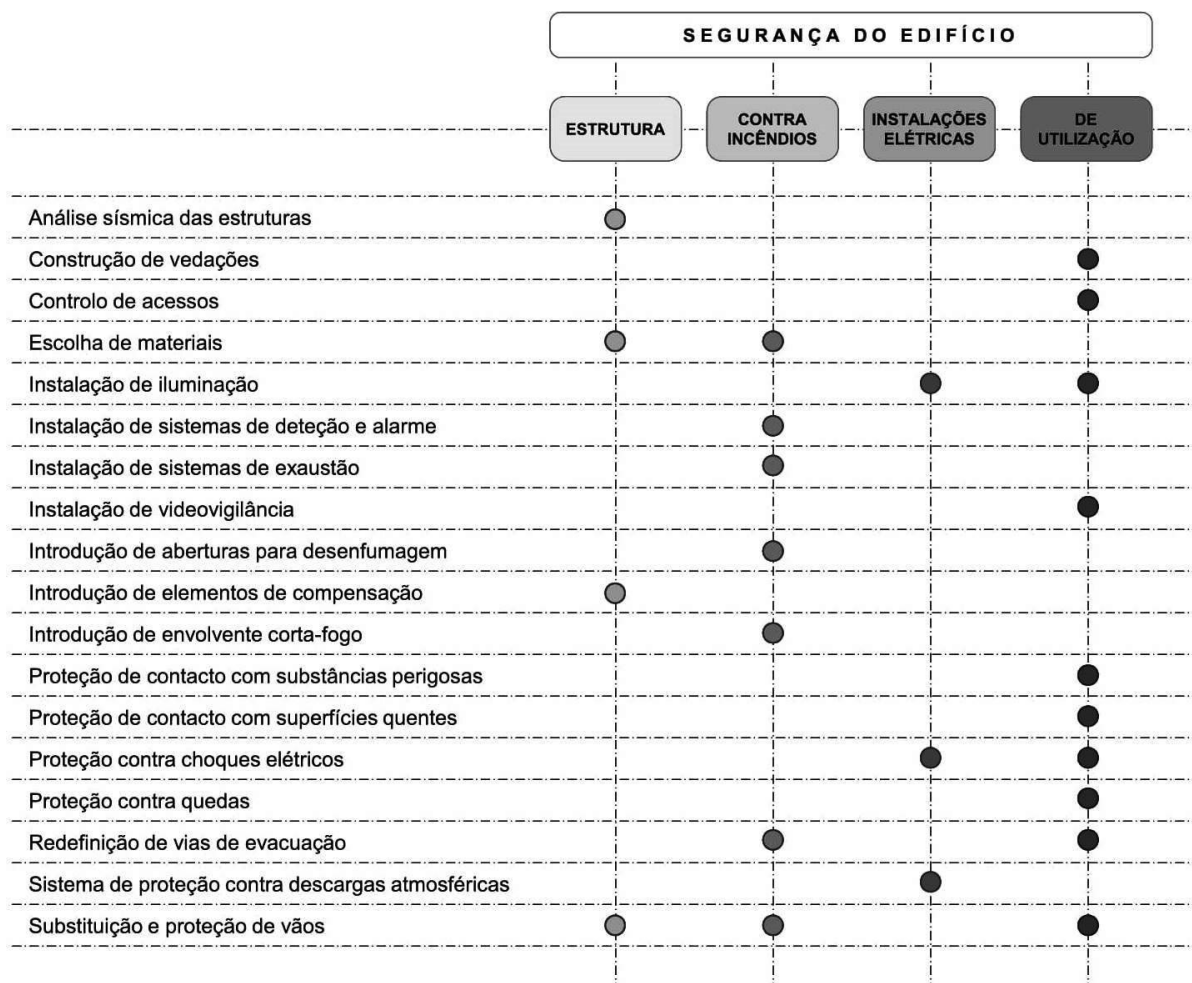 SEGURANÇA DO EDIFÍCIO
ESTRUTURA
CONTRA
INCÊNDIOS
INSTALAÇÕES
ELÉTRICAS
DE
UTILIZAÇÃO
Análise sísmica das estruturas
Construção de vedações
Controlo de acessos
Escolha de materiais
Instalação de iluminação
Instalação de sistemas de deteção e alarme
Instalação de sistemas de exaustão
Instalação de videovigilância
Introdução de aberturas para desenfumagem
Introdução de elementos de compensação
Introdução de envolvente corta-fogo
Proteção de contacto com substâncias perigosas
Proteção de contacto com superfícies quentes
Proteção contra choques elétricos
Proteção contra quedas
Redefinição de vias de evacuação
Sistema de proteção contra descargas atmosféricas
Substituição e proteção de vãos